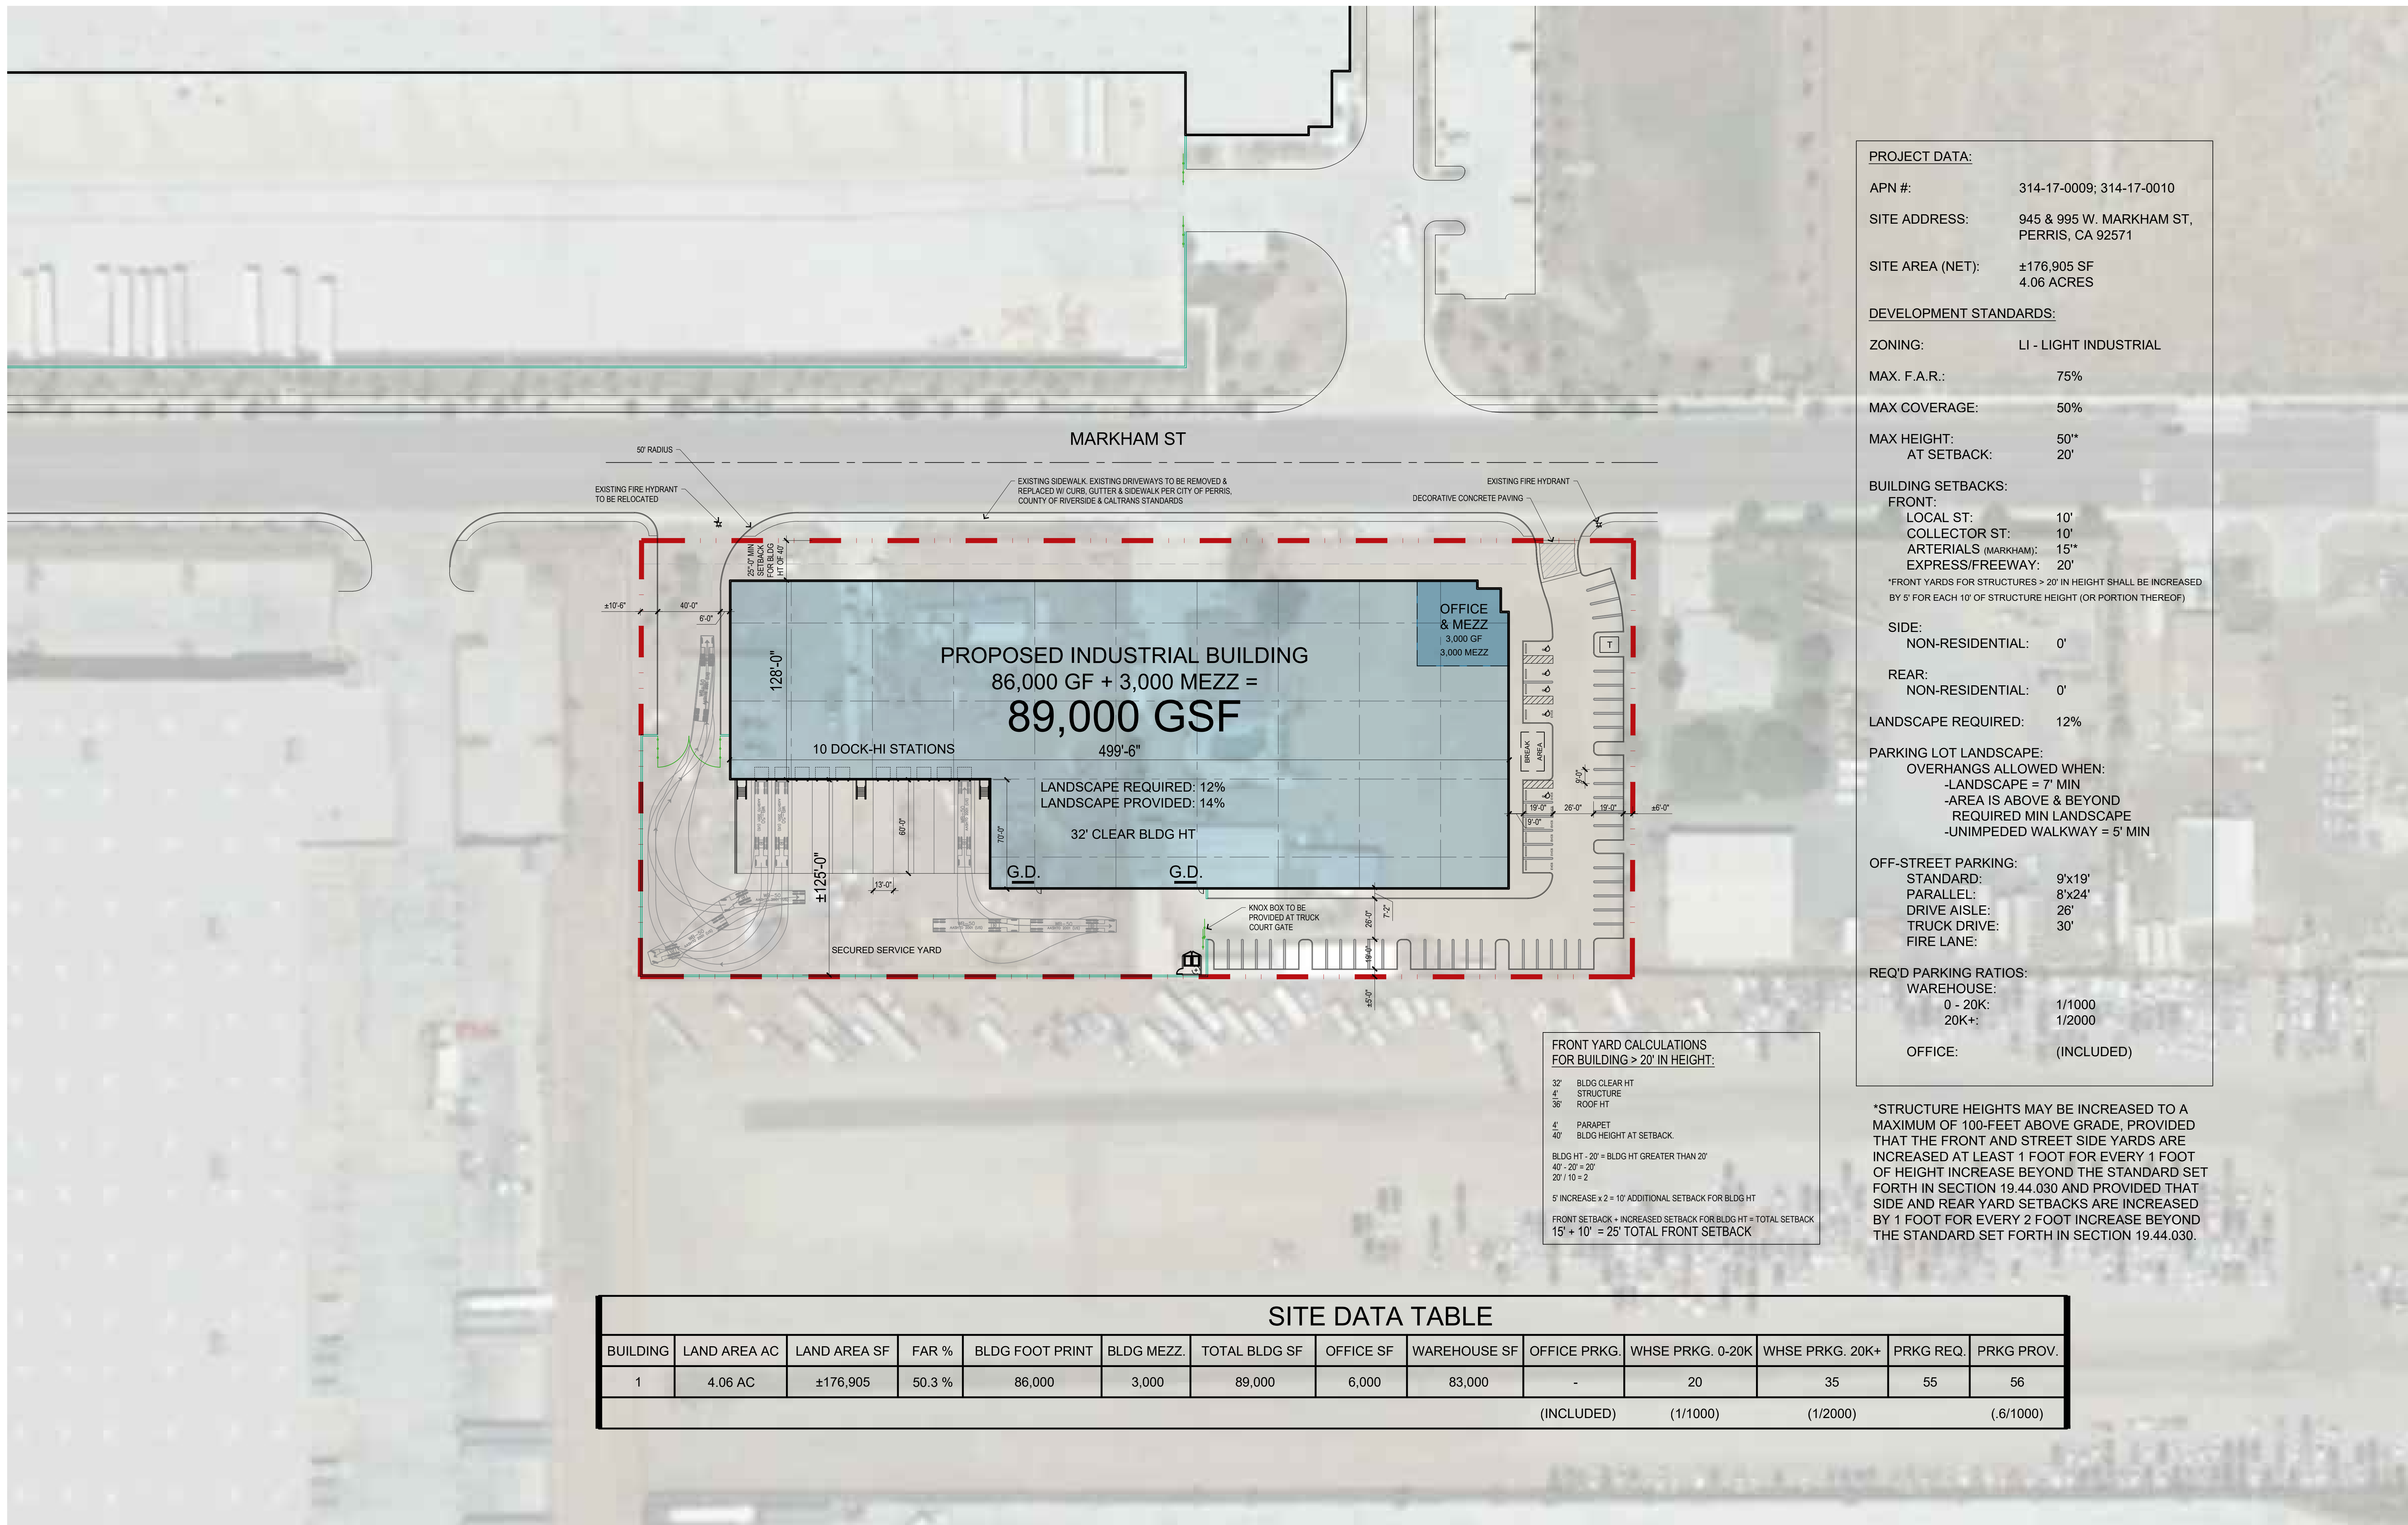 MARKHAM ST
50' RADIUS
EXISTING FIRE HYDRANT
TO BE RELOCATED
EXISTING SIDEWALK. EXISTING DRIVEWAYS TO BE REMOVED &
REPLACED W/ CURB, GUTTER & SIDEWALK PER CITY OF PERRIS,
COUNTY OF RIVERSIDE & CALTRANS STANDARDS
EXISTING FIRE HYDRANT
DECORATIVE CONCRETE PAVING
25'-0" MIN
SETBACK
FOR BLDG
HT OF 40'
±10'-6"
40'-0"
6'-0"
128'-0"
OFFICE
& MEZZ
3,000 GF
3,000 MEZZ
T
PROPOSED INDUSTRIAL BUILDING
86,000 GF + 3,000 MEZZ =
89,000 GSF
10 DOCK-HI STATIONS
499'-6"
BREAK
AREA
LANDSCAPE REQUIRED: 12%
LANDSCAPE PROVIDED: 14%
32' CLEAR BLDG HT
9'-0"
19'-0"
26'-0"
19'-0"
±6'-0"
9'-0"
60'-0"
70'-0"
±125'-0"
13'-0"
G.D.
G.D.
KNOX BOX TO BE
PROVIDED AT TRUCK
COURT GATE
26'-0"
7'-2"
19'-0"
±5'-0"
SECURED SERVICE YARD
PROJECT DATA:
APN #: 314-17-0009; 314-17-0010
SITE ADDRESS: 945 & 995 W. MARKHAM ST,
PERRIS, CA 92571
SITE AREA (NET): ±176,905 SF
4.06 ACRES
DEVELOPMENT STANDARDS:
ZONING: LI - LIGHT INDUSTRIAL
MAX. F.A.R.: 75%
MAX COVERAGE: 50%
MAX HEIGHT: 50'*
AT SETBACK: 20'
BUILDING SETBACKS:
FRONT:
LOCAL ST: 10'
COLLECTOR ST: 10'
ARTERIALS (MARKHAM): 15'*
EXPRESS/FREEWAY: 20'
*FRONT YARDS FOR STRUCTURES > 20' IN HEIGHT SHALL BE INCREASED
BY 5' FOR EACH 10' OF STRUCTURE HEIGHT (OR PORTION THEREOF)
SIDE:
NON-RESIDENTIAL: 0'
REAR:
NON-RESIDENTIAL: 0'
LANDSCAPE REQUIRED: 12%
PARKING LOT LANDSCAPE:
OVERHANGS ALLOWED WHEN:
-LANDSCAPE = 7' MIN
-AREA IS ABOVE & BEYOND
REQUIRED MIN LANDSCAPE
-UNIMPEDED WALKWAY = 5' MIN
OFF-STREET PARKING:
STANDARD: 9'x19'
PARALLEL: 8'x24'
DRIVE AISLE: 26'
TRUCK DRIVE: 30'
FIRE LANE:
REQ'D PARKING RATIOS:
WAREHOUSE:
0 - 20K: 1/1000
20K+: 1/2000
OFFICE: (INCLUDED)
*STRUCTURE HEIGHTS MAY BE INCREASED TO A
MAXIMUM OF 100-FEET ABOVE GRADE, PROVIDED
THAT THE FRONT AND STREET SIDE YARDS ARE
INCREASED AT LEAST 1 FOOT FOR EVERY 1 FOOT
OF HEIGHT INCREASE BEYOND THE STANDARD SET
FORTH IN SECTION 19.44.030 AND PROVIDED THAT
SIDE AND REAR YARD SETBACKS ARE INCREASED
BY 1 FOOT FOR EVERY 2 FOOT INCREASE BEYOND
THE STANDARD SET FORTH IN SECTION 19.44.030.
FRONT YARD CALCULATIONS
FOR BUILDING > 20' IN HEIGHT:
32' BLDG CLEAR HT
4' STRUCTURE
36' ROOF HT
4' PARAPET
40' BLDG HEIGHT AT SETBACK.
BLDG HT - 20' = BLDG HT GREATER THAN 20'
40' - 20' = 20'
20' / 10 = 2
5' INCREASE x 2 = 10' ADDITIONAL SETBACK FOR BLDG HT
FRONT SETBACK + INCREASED SETBACK FOR BLDG HT = TOTAL SETBACK
15' + 10' = 25' TOTAL FRONT SETBACK
SITE DATA TABLE
BUILDING LAND AREA AC LAND AREA SF FAR % BLDG FOOT PRINT BLDG MEZZ. TOTAL BLDG SF OFFICE SF WAREHOUSE SF OFFICE PRKG. WHSE PRKG. 0-20K WHSE PRKG. 20K+ PRKG REQ. PRKG PROV.
1 4.06 AC ±176,905 50.3 % 86,000 3,000 89,000 6,000 83,000 - 20 35 55 56
(INCLUDED) (1/1000) (1/2000) (.6/1000)